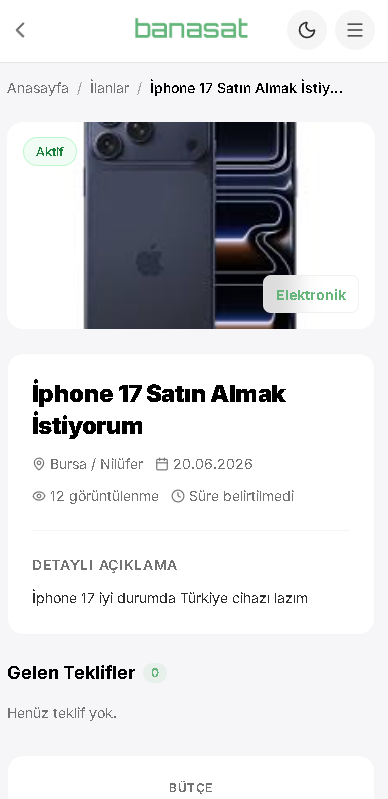 banasat
Anasayfa / İlanlar / İphone 17 Satın Almak İstiy...
Aktif
Elektronik
İphone 17 Satın Almak
İstiyorum
Bursa / Nilüfer 20.06.2026
12 görüntülenme Süre belirtilmedi
DETAYLI AÇIKLAMA
İphone 17 iyi durumda Türkiye cihazı lazım
Gelen Teklifler 0
Henüz teklif yok.
BÜTÇE